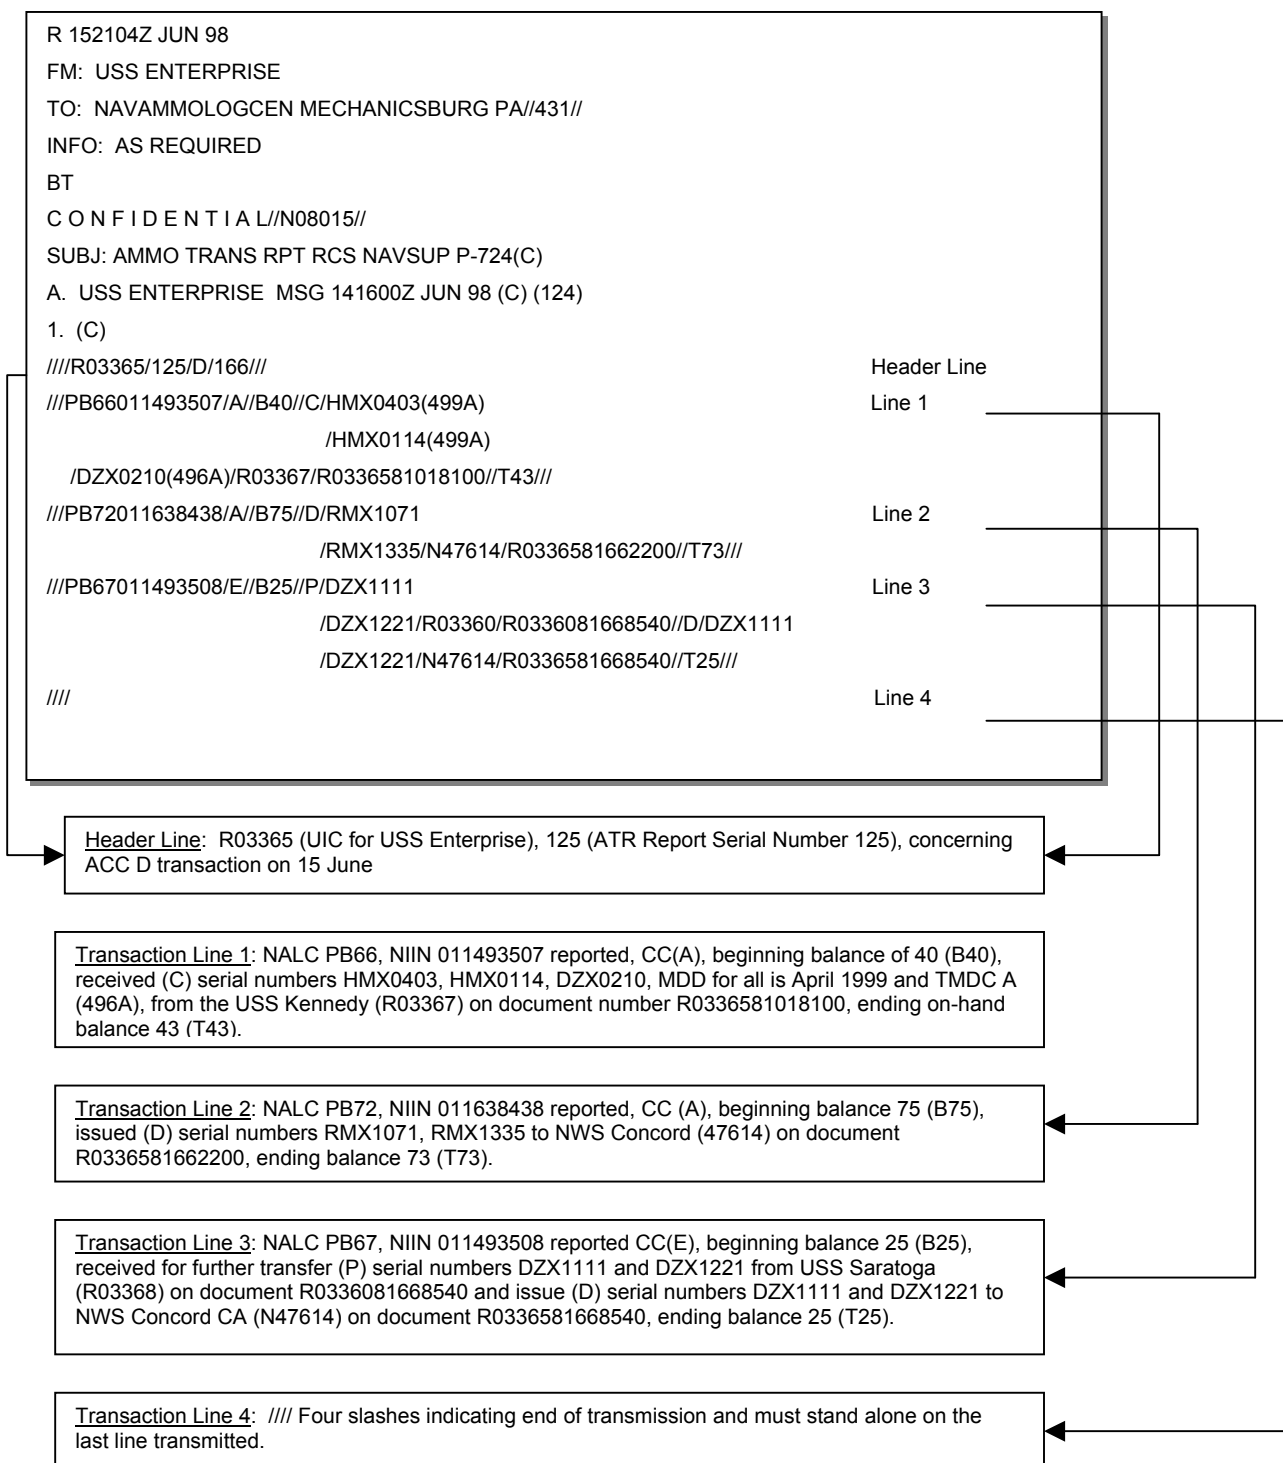 R 152104Z JUN 98
FM: USS ENTERPRISE
TO: NAVAMMOLOGCEN MECHANICSBURG PA//431//
INFO: AS REQUIRED
BT
C O N F I D E N T I A L//N08015//
SUBJ: AMMO TRANS RPT RCS NAVSUP P-724(C)
A. USS ENTERPRISE MSG 141600Z JUN 98 (C) (124)
1. (C)
////R03365/125/D/166/// Header Line
///PB66011493507/A//B40//C/HMX0403(499A) Line 1
/HMX0114(499A)
/DZX0210(496A)/R03367/R0336581018100//T43///
///PB72011638438/A//B75//D/RMX1071 Line 2
/RMX1335/N47614/R0336581662200//T73///
///PB67011493508/E//B25//P/DZX1111 Line 3
/DZX1221/R03360/R0336081668540//D/DZX1111
/DZX1221/N47614/R0336581668540//T25///
//// Line 4
Header Line: R03365 (UIC for USS Enterprise), 125 (ATR Report Serial Number 125), concerning
ACC D transaction on 15 June
Transaction Line 1: NALC PB66, NIIN 011493507 reported, CC(A), beginning balance of 40 (B40),
received (C) serial numbers HMX0403, HMX0114, DZX0210, MDD for all is April 1999 and TMDC A
(496A), from the USS Kennedy (R03367) on document number R0336581018100, ending on-hand
balance 43 (T43).
Transaction Line 2: NALC PB72, NIIN 011638438 reported, CC (A), beginning balance 75 (B75),
issued (D) serial numbers RMX1071, RMX1335 to NWS Concord (47614) on document
R0336581662200, ending balance 73 (T73).
Transaction Line 3: NALC PB67, NIIN 011493508 reported CC(E), beginning balance 25 (B25),
received for further transfer (P) serial numbers DZX1111 and DZX1221 from USS Saratoga
(R03368) on document R0336081668540 and issue (D) serial numbers DZX1111 and DZX1221 to
NWS Concord CA (N47614) on document R0336581668540, ending balance 25 (T25).
Transaction Line 4: //// Four slashes indicating end of transmission and must stand alone on the
last line transmitted.